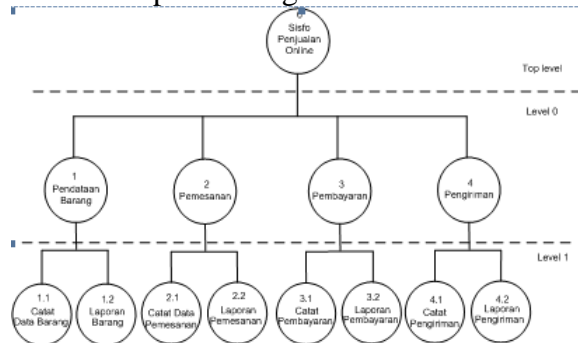 0
Sisfo
Penjualan
Online
Top level
Level 0
1
Pendataan
Barang
2
Pemesanan
3
Pembayaran
4
Pengiriman
Level 1
1.1
Catat
Data Barang
1.2
Laporan
Barang
2.1
Catat Data
Pemesanan
2.2
Laporan
Pemesanan
3.1
Catat
Pembayaran
3.2
Laporan
Pembayaran
4.1
Catat
Pengiriman
4.2
Laporan
Pengiriman